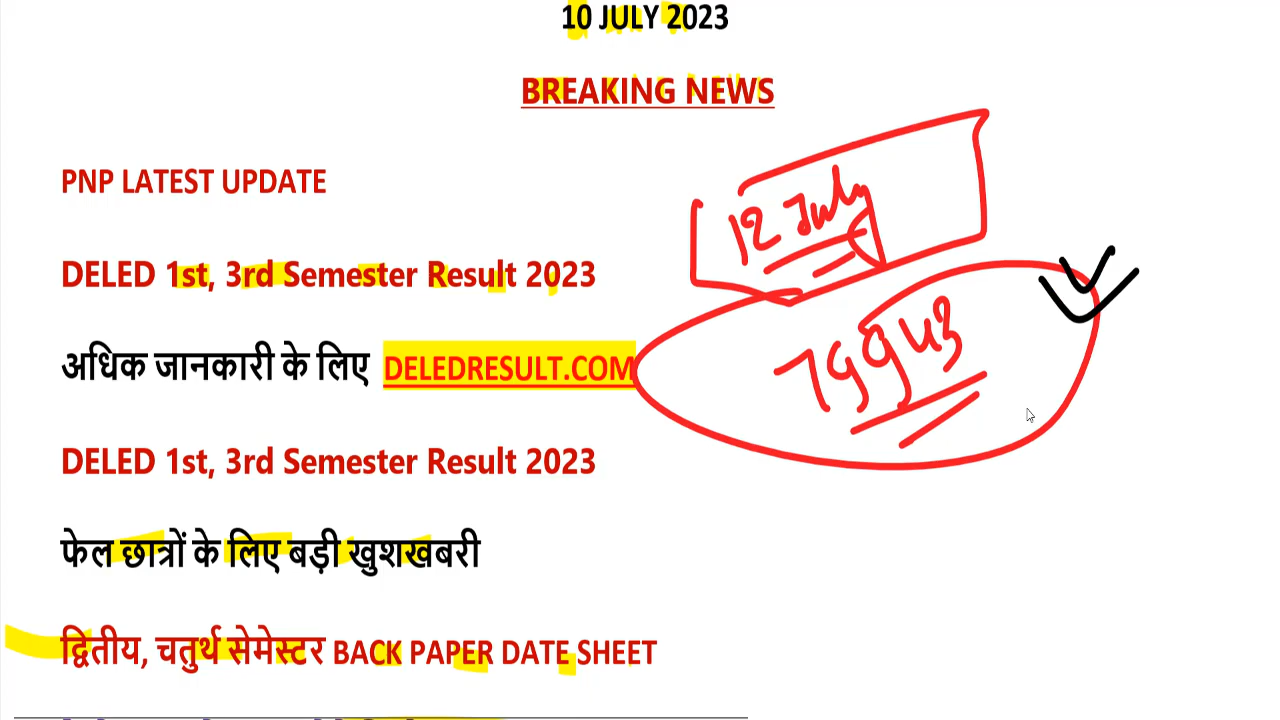 10 JULY 2023
BREAKING NEWS
PNP LATEST UPDATE
12 July
DELED 1st, 3rd Semester Result 2023
अधिक जानकारी के लिए DELEDRESULT.COM
DELED 1st, 3rd Semester Result 2023
फेल छात्रों के लिए बड़ी खुशखबरी
द्वितीय, चतुर्थ सेमेस्टर BACK PAPER DATE SHEET